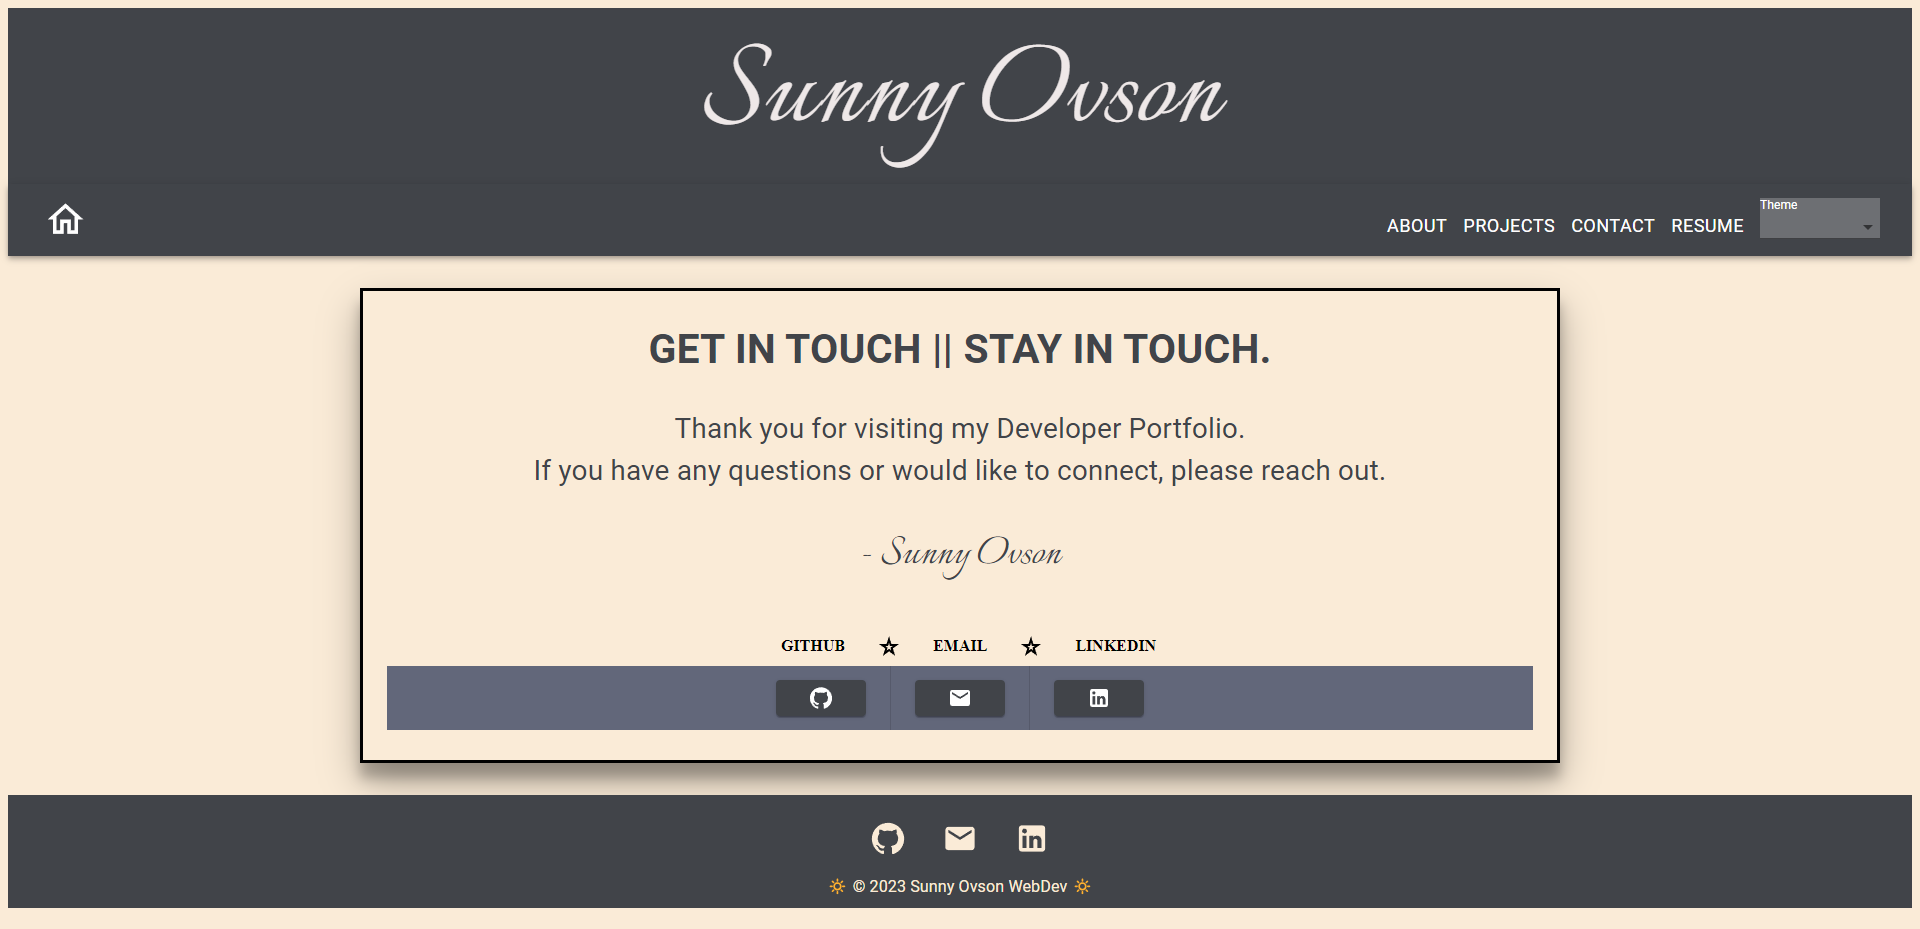 Sunny Ovson
ABOUT PROJECTS CONTACT RESUME Theme
GET IN TOUCH || STAY IN TOUCH.
Thank you for visiting my Developer Portfolio.
If you have any questions or would like to connect, please reach out.
- Sunny Ovson
GITHUB ☆ EMAIL ☆ LINKEDIN
© 2023 Sunny Ovson WebDev